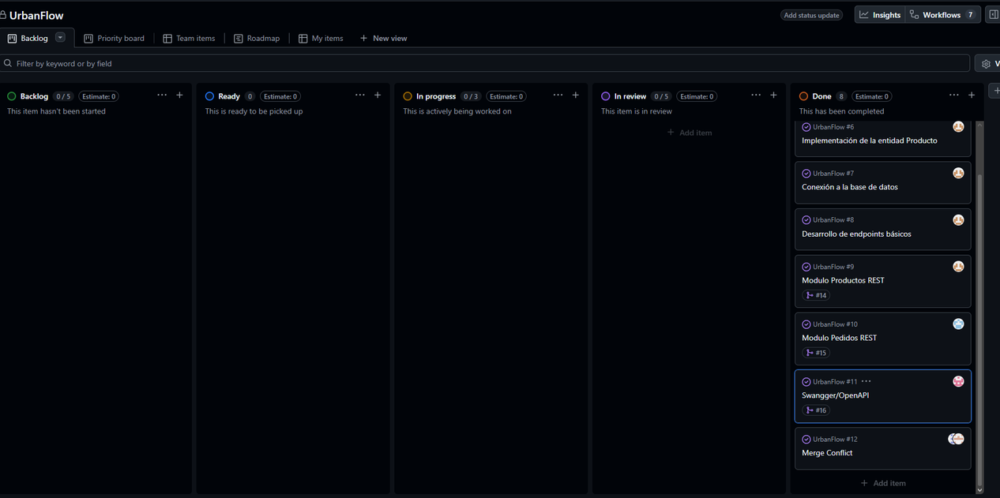 UrbanFlow
Add status update
Insights
Workflows 7
Backlog
Priority board
Team items
Roadmap
My items
+ New view
Filter by keyword or by field
Backlog 0 / 5 Estimate: 0
This item hasn't been started
Ready 0 Estimate: 0
This is ready to be picked up
In progress 0 / 3 Estimate: 0
This is actively being worked on
In review 0 / 5 Estimate: 0
This item is in review
+ Add item
Done 8 Estimate: 0
This has been completed
UrbanFlow #6
Implementación de la entidad Producto
UrbanFlow #7
Conexión a la base de datos
UrbanFlow #8
Desarrollo de endpoints básicos
UrbanFlow #9
Modulo Productos REST
#14
UrbanFlow #10
Modulo Pedidos REST
#15
UrbanFlow #11
Swangger/OpenAPI
#16
UrbanFlow #12
Merge Conflict
+ Add item